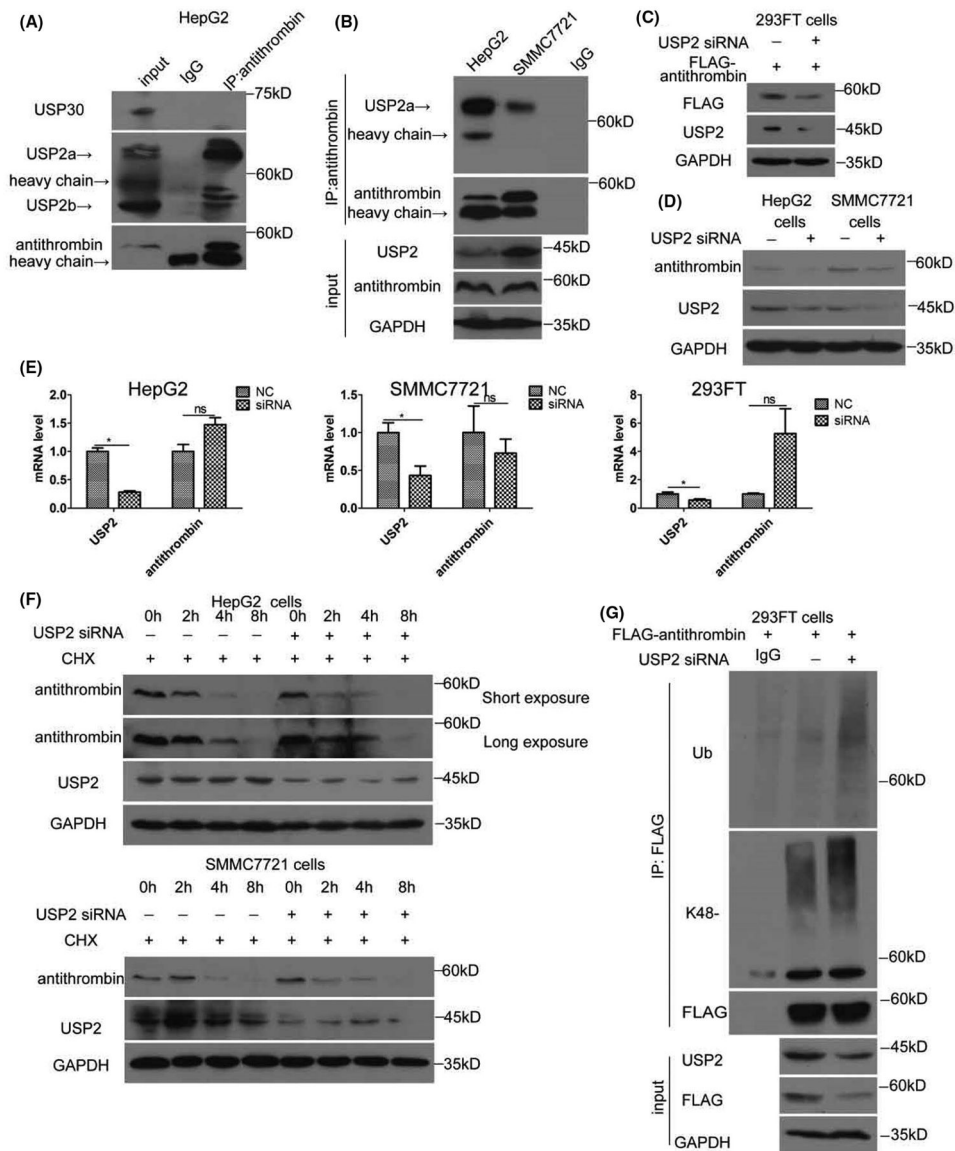 (A)
HepG2
input
IgG
IP:antithrombin
75kD
USP30
USP2a→
60kD
heavy chain→
USP2b→
60kD
antithrombin
heavy chain→
(B)
HepG2
SMMC7721
IgG
IP:antithrombin
USP2a→
60kD
heavy chain→
60kD
antithrombin
heavy chain→
input
USP2
45kD
antithrombin
60kD
GAPDH
35kD
(C)
293FT cells
USP2 siRNA – +
FLAG-antithrombin + +
60kD
FLAG
USP2
45kD
GAPDH
35kD
(D)
HepG2 cells SMMC7721 cells
USP2 siRNA – + – +
antithrombin
60kD
USP2
45kD
GAPDH
35kD
(E)
HepG2
NC
siRNA
mRNA level
2.0
1.5
1.0
0.5
0.0
*
ns
USP2
antithrombin
SMMC7721
NC
siRNA
mRNA level
1.5
1.0
0.5
0.0
*
ns
USP2
antithrombin
293FT
NC
siRNA
mRNA level
8
6
4
2
0
*
ns
USP2
antithrombin
(F)
HepG2 cells
0h 2h 4h 8h 0h 2h 4h 8h
USP2 siRNA – – – – + + + +
CHX + + + + + + + +
antithrombin
60kD
Short exposure
antithrombin
60kD
Long exposure
USP2
45kD
GAPDH
35kD
SMMC7721 cells
0h 2h 4h 8h 0h 2h 4h 8h
USP2 siRNA – – – – + + + +
CHX + + + + + + + +
antithrombin
60kD
USP2
45kD
GAPDH
35kD
(G)
293FT cells
FLAG-antithrombin + + +
USP2 siRNA IgG – +
IP: FLAG
Ub
60kD
K48-
60kD
FLAG
60kD
input
USP2
45kD
FLAG
60kD
GAPDH
35kD